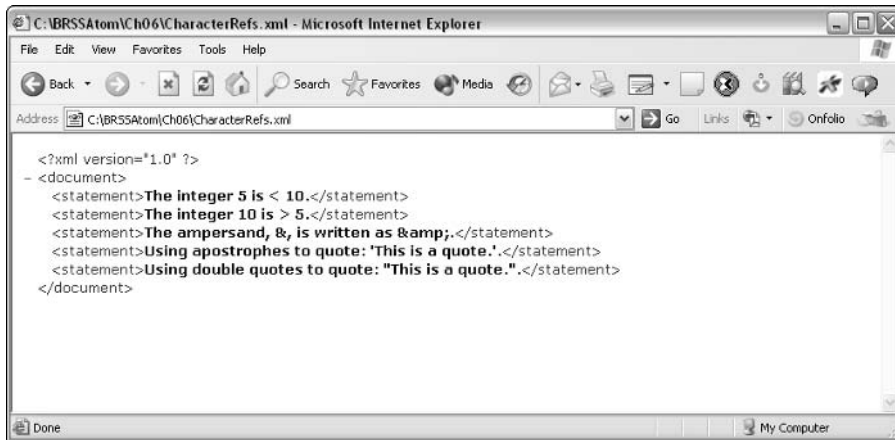 C:\BRSSAtom\Ch06\CharacterRefs.xml - Microsoft Internet Explorer
File Edit View Favorites Tools Help
Back Search Favorites Media
Address C:\BRSSAtom\Ch06\CharacterRefs.xml Go Links Onfolio
<?xml version="1.0" ?>
- <document>
<statement>The integer 5 is < 10.</statement>
<statement>The integer 10 is > 5.</statement>
<statement>The ampersand, &, is written as &amp;.</statement>
<statement>Using apostrophes to quote: 'This is a quote.'.</statement>
<statement>Using double quotes to quote: "This is a quote.".</statement>
</document>
Done My Computer